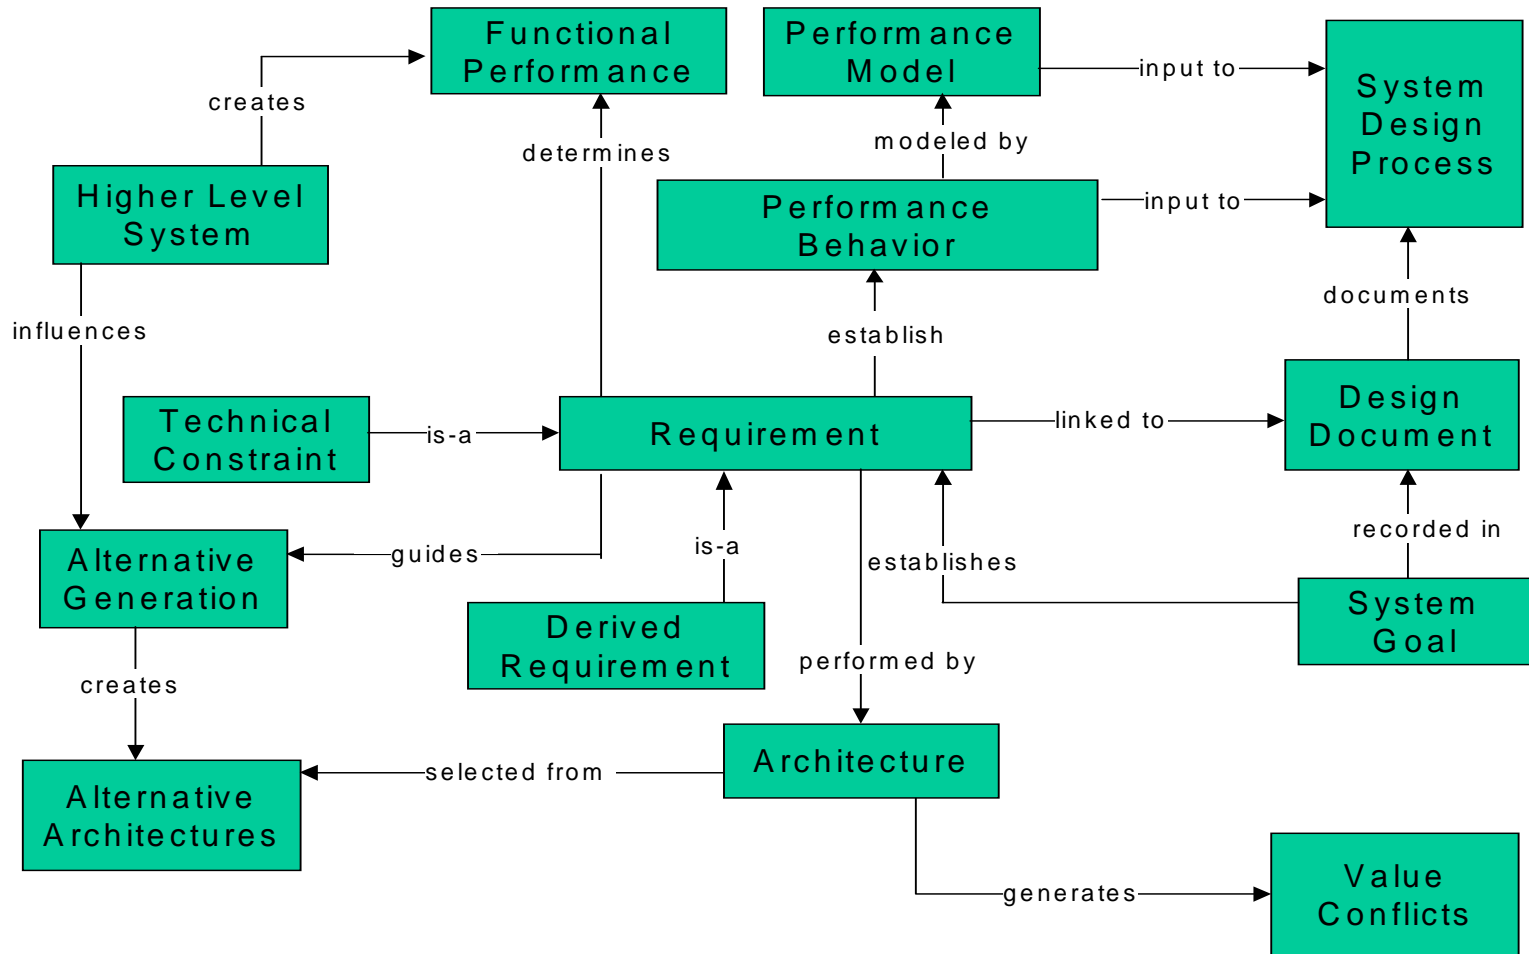 Functional
Performance
Performance
Model
input to
System
Design
Process
creates
determines
modeled by
Higher Level
System
Performance
Behavior
input to
influences
establish
documents
Technical
Constraint
is-a
Requirement
linked to
Design
Document
Alternative
Generation
guides
is-a
establishes
recorded in
Derived
Requirement
performed by
System
Goal
creates
Alternative
Architectures
selected from
Architecture
generates
Value
Conflicts